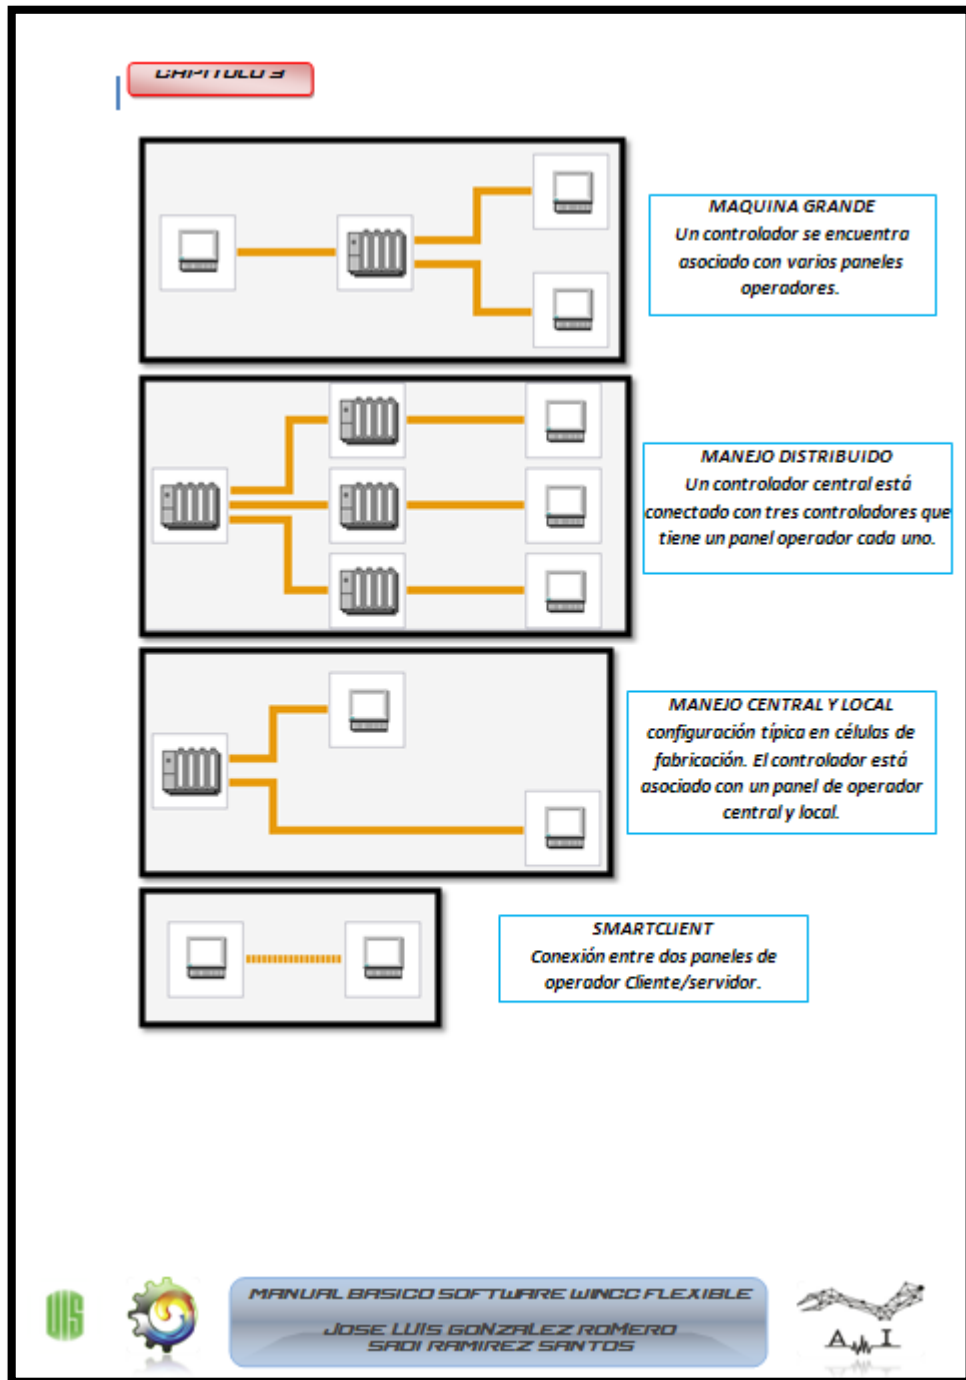 CAPITULO 3
MAQUINA GRANDE
Un controlador se encuentra
asociado con varios paneles
operadores.
MANEJO DISTRIBUIDO
Un controlador central está
conectado con tres controladores que
tiene un panel operador cada uno.
MANEJO CENTRAL Y LOCAL
configuración típica en células de
fabricación. El controlador está
asociado con un panel de operador
central y local.
SMARTCLIENT
Conexión entre dos paneles de
operador Cliente/servidor.
UIS
MANUAL BASICO SOFTWARE WINCC FLEXIBLE
JOSE LUIS GONZALEZ ROMERO
SADI RAMIREZ SANTOS
A I